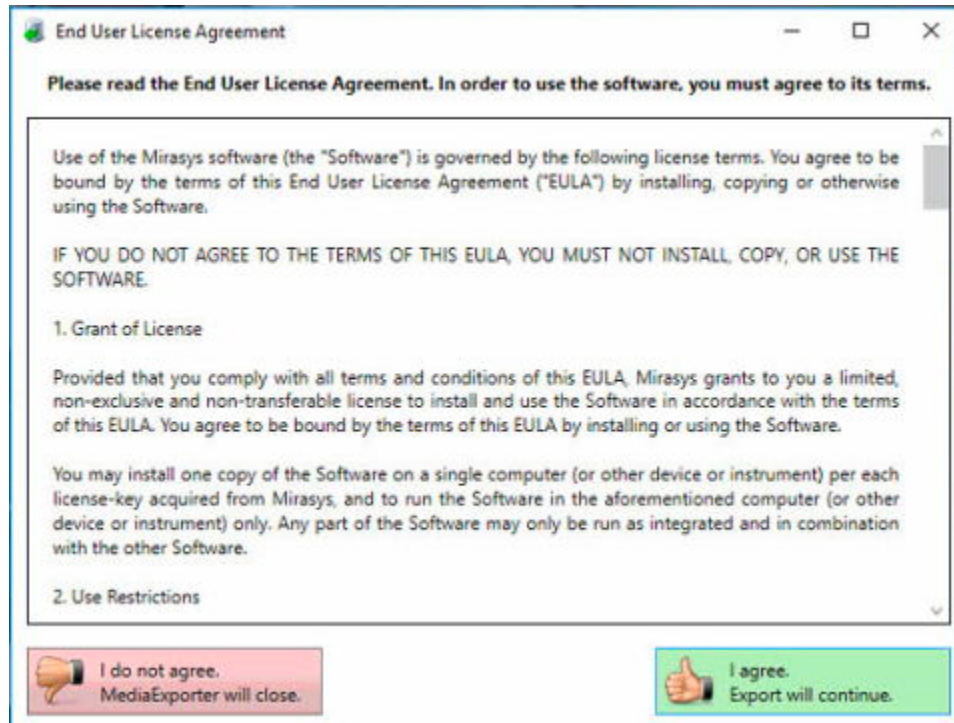 End User License Agreement
Please read the End User License Agreement. In order to use the software, you must agree to its terms.
Use of the Mirasys software (the "Software") is governed by the following license terms. You agree to be
bound by the terms of this End User License Agreement ("EULA") by installing, copying or otherwise
using the Software.
IF YOU DO NOT AGREE TO THE TERMS OF THIS EULA, YOU MUST NOT INSTALL, COPY, OR USE THE
SOFTWARE.
1. Grant of License
Provided that you comply with all terms and conditions of this EULA, Mirasys grants to you a limited,
non-exclusive and non-transferable license to install and use the Software in accordance with the terms
of this EULA. You agree to be bound by the terms of this EULA by installing or using the Software.
You may install one copy of the Software on a single computer (or other device or instrument) per each
license-key acquired from Mirasys, and to run the Software in the aforementioned computer (or other
device or instrument) only. Any part of the Software may only be run as integrated and in combination
with the other Software.
2. Use Restrictions
I do not agree.
MediaExporter will close.
I agree.
Export will continue.